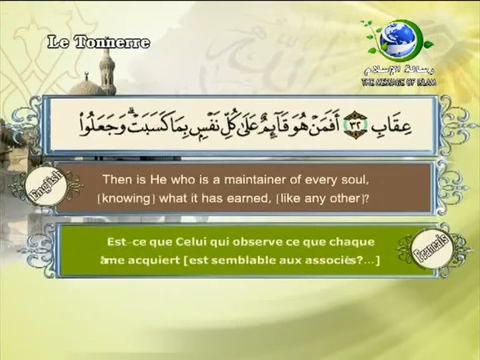 Le Tonnerre
رسالة الإسلام
THE MESSAGE OF ISLAM
عِقَابِ ﴿٣٢﴾ أَفَمَنْ هُوَ قَآئِمٌ عَلَىٰ كُلِّ نَفْسٍۭ بِمَا كَسَبَتْ ۗ وَجَعَلُوا۟
English
Then is He who is a maintainer of every soul,
[knowing] what it has earned, [like any other]?
Est-ce que Celui qui observe ce que chaque
âme acquiert [est semblable aux associés?...]
Français